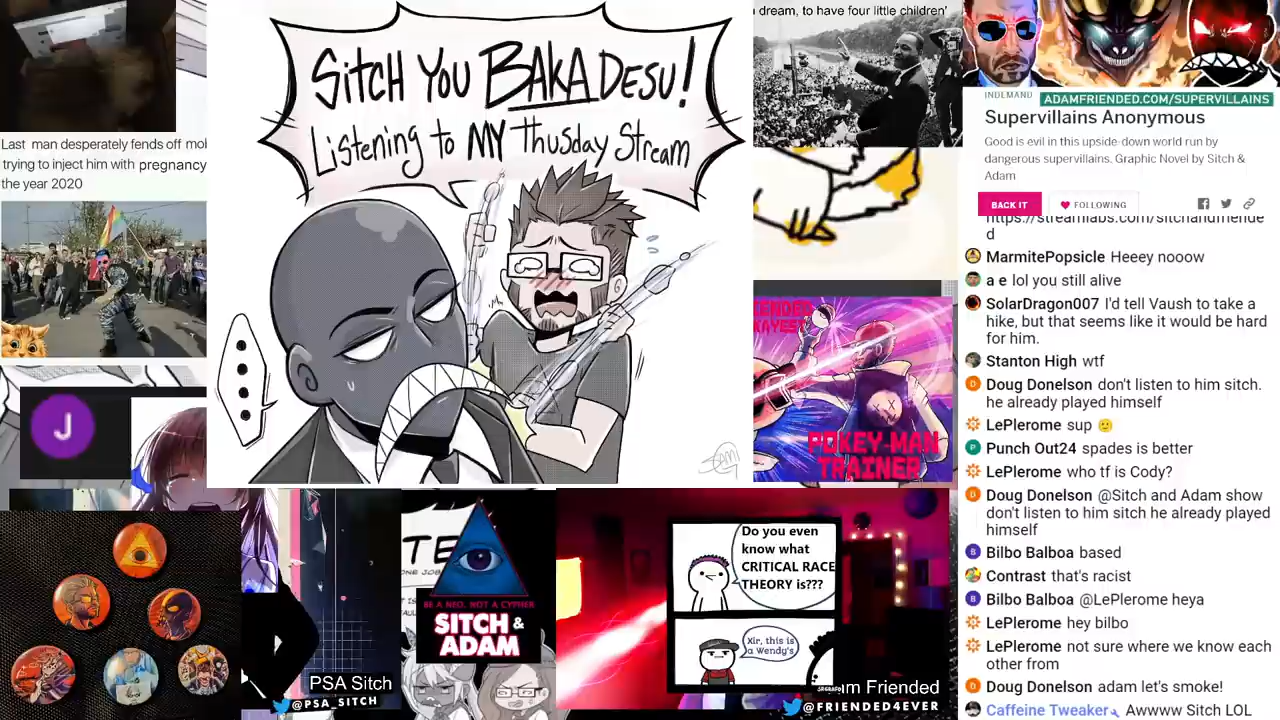 Last man desperately fends off mob
trying to inject him with pregnancy
the year 2020
SitCH You BAKA DESU!
Listening to MY Thusday Stream
dream, to have four little children'
ADAMFRIENDED.COM/SUPERVILLAINS
INDEMAND
Supervillains Anonymous
Good is evil in this upside-down world run by
dangerous supervillains. Graphic Novel by Sitch &
Adam
BACK IT
FOLLOWING
https://streamlabs.com/sitchandfriende
d
MarmitePopsicle Heeey nooow
a e lol you still alive
SolarDragon007 I'd tell Vaush to take a
hike, but that seems like it would be hard
for him.
Stanton High wtf
Doug Donelson don't listen to him sitch.
he already played himself
LePlerome sup 🙂
Punch Out24 spades is better
LePlerome who tf is Cody?
Doug Donelson @Sitch and Adam show
don't listen to him sitch he already played
himself
Bilbo Balboa based
Contrast that's racist
Bilbo Balboa @LePlerome heya
LePlerome hey bilbo
LePlerome not sure where we know each
other from
Doug Donelson adam let's smoke!
Caffeine Tweaker Awwww Sitch LOL
J
POKEY-MAN
TRAINER
BE A NEO, NOT A CYPHER
SITCH &
ADAM
Do you even
know what
CRITICAL RACE
THEORY is???
Xir, this is
a Wendy's
PSA Sitch
@PSA_SITCH
am Friended
@FRIENDED4EVER